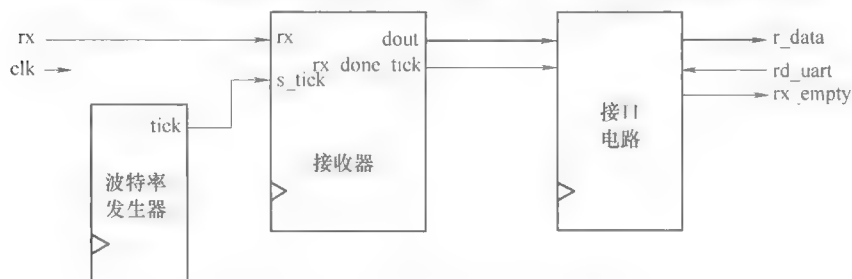 rx
clk
tick
波特率
发生器
rx
s_tick
dout
rx_done_tick
接收器
接口
电路
r_data
rd_uart
rx_empty